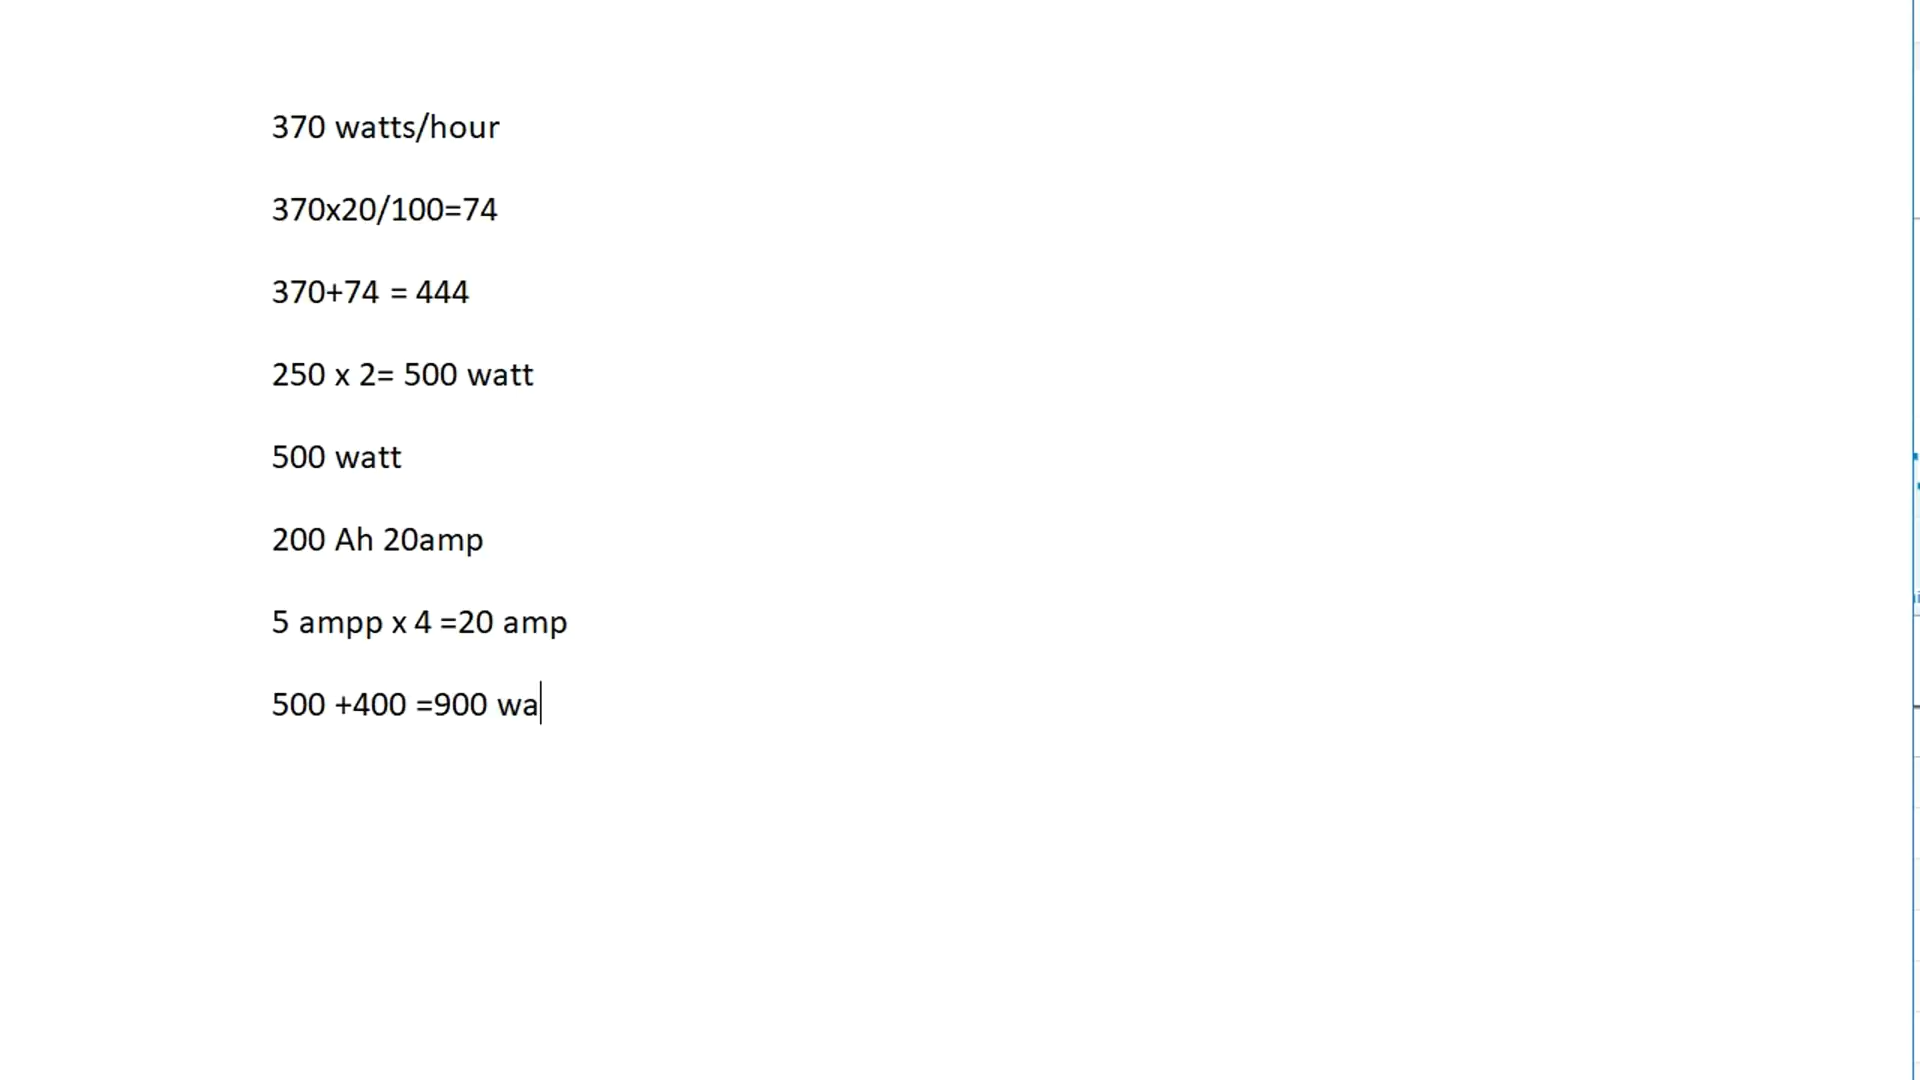 370 watts/hour
370x20/100=74
370+74 = 444
250 x 2= 500 watt
500 watt
200 Ah 20amp
5 ampp x 4 =20 amp
500 +400 =900 wa